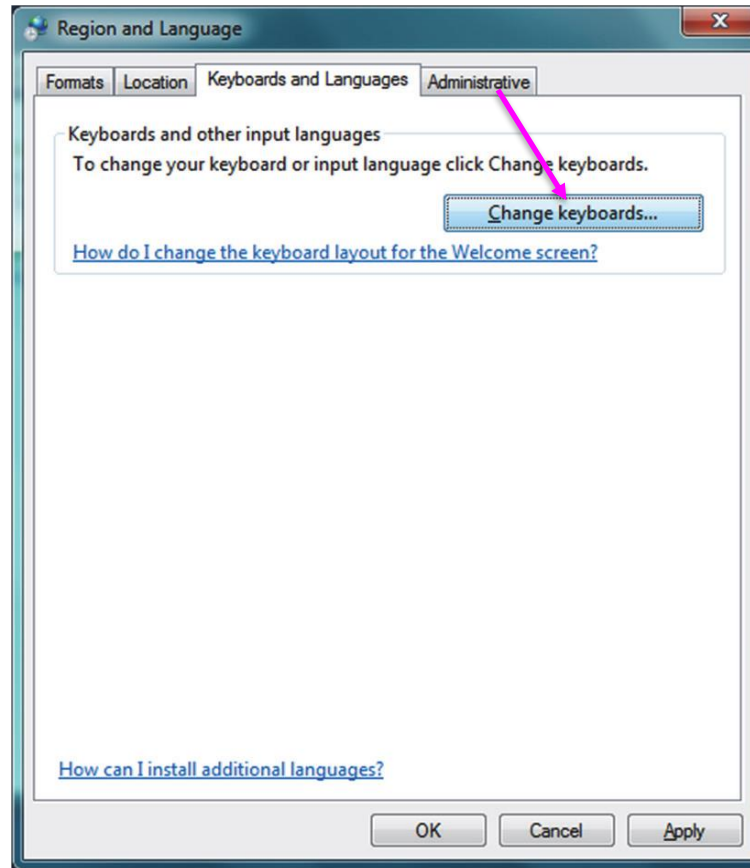 Region and Language
Formats Location Keyboards and Languages Administrative
Keyboards and other input languages
To change your keyboard or input language click Change keyboards.
Change keyboards...
How do I change the keyboard layout for the Welcome screen?
How can I install additional languages?
OK Cancel Apply